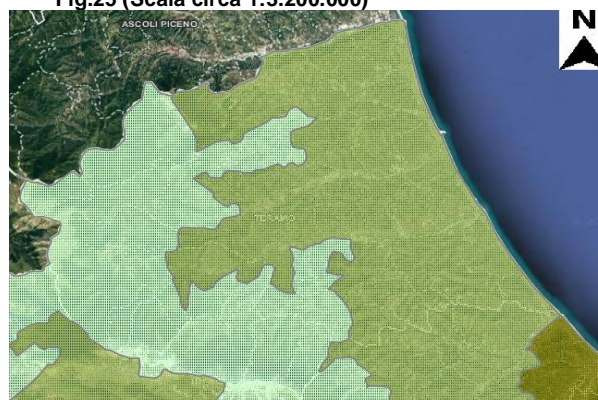 Fig.25 (Scala circa 1:3.200.000)
N
ASCOLI PICENO
TERAMO